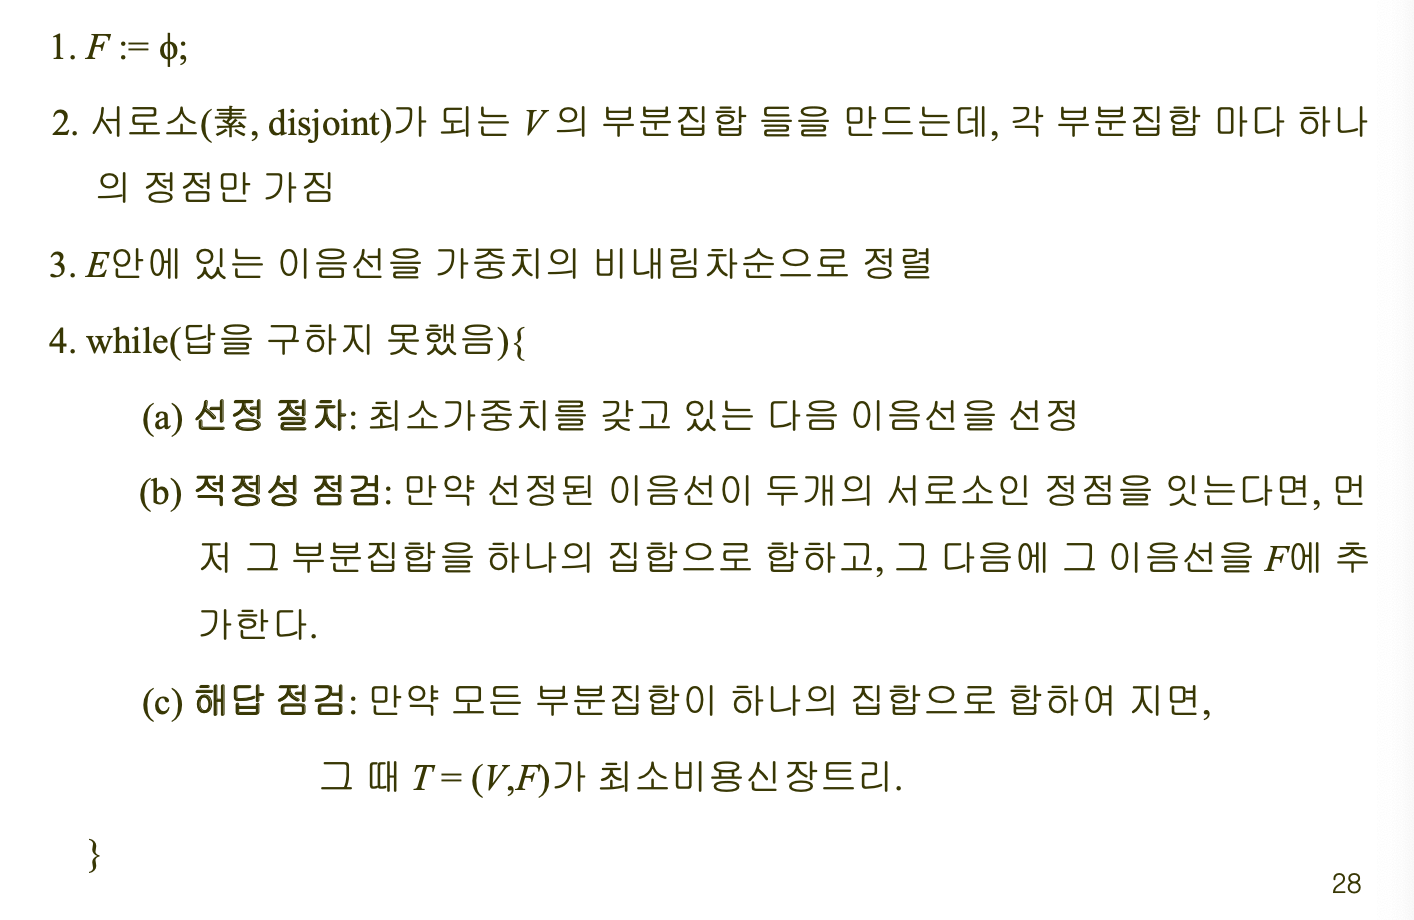 1. F := ϕ;
2. 서로소(素, disjoint)가 되는 V 의 부분집합 들을 만드는데, 각 부분집합 마다 하나
의 정점만 가짐
3. E안에 있는 이음선을 가중치의 비내림차순으로 정렬
4. while(답을 구하지 못했음){
(a) 선정 절차: 최소가중치를 갖고 있는 다음 이음선을 선정
(b) 적정성 점검: 만약 선정된 이음선이 두개의 서로소인 정점을 잇는다면, 먼
저 그 부분집합을 하나의 집합으로 합하고, 그 다음에 그 이음선을 F에 추
가한다.
(c) 해답 점검: 만약 모든 부분집합이 하나의 집합으로 합하여 지면,
그 때 T = (V,F)가 최소비용신장트리.
}
28